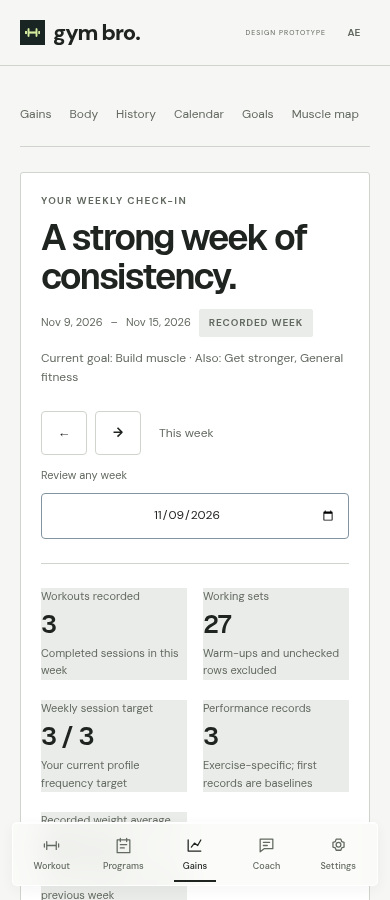 gym bro.
DESIGN PROTOTYPE
AE
Gains
Body
History
Calendar
Goals
Muscle map
YOUR WEEKLY CHECK-IN
A strong week of
consistency.
Nov 9, 2026 – Nov 15, 2026 RECORDED WEEK
Current goal: Build muscle · Also: Get stronger, General
fitness
← → This week
Review any week
11/09/2026
Workouts recorded
3
Completed sessions in this
week
Working sets
27
Warm-ups and unchecked
rows excluded
Weekly session target
3 / 3
Your current profile
frequency target
Performance records
3
Exercise-specific; first
records are baselines
Recorded weight average
previous week
Workout
Programs
Gains
Coach
Settings